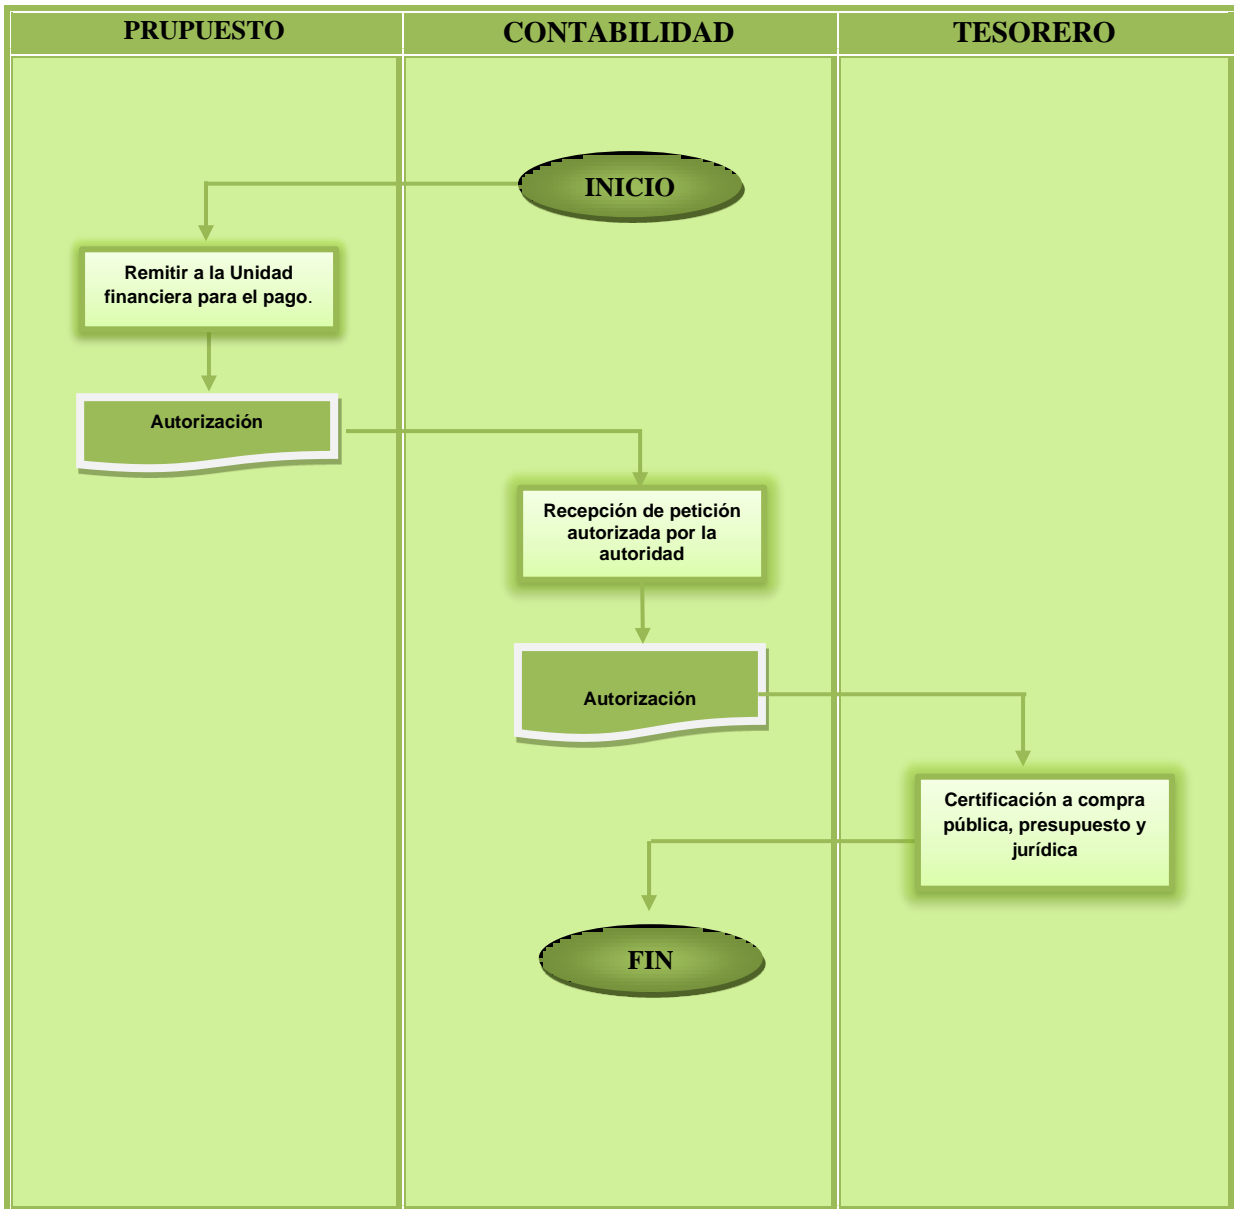 PRUPUESTO
CONTABILIDAD
TESORERO
INICIO
Remitir a la Unidad
financiera para el pago.
Autorización
Recepción de petición
autorizada por la
autoridad
Autorización
Certificación a compra
pública, presupuesto y
jurídica
FIN